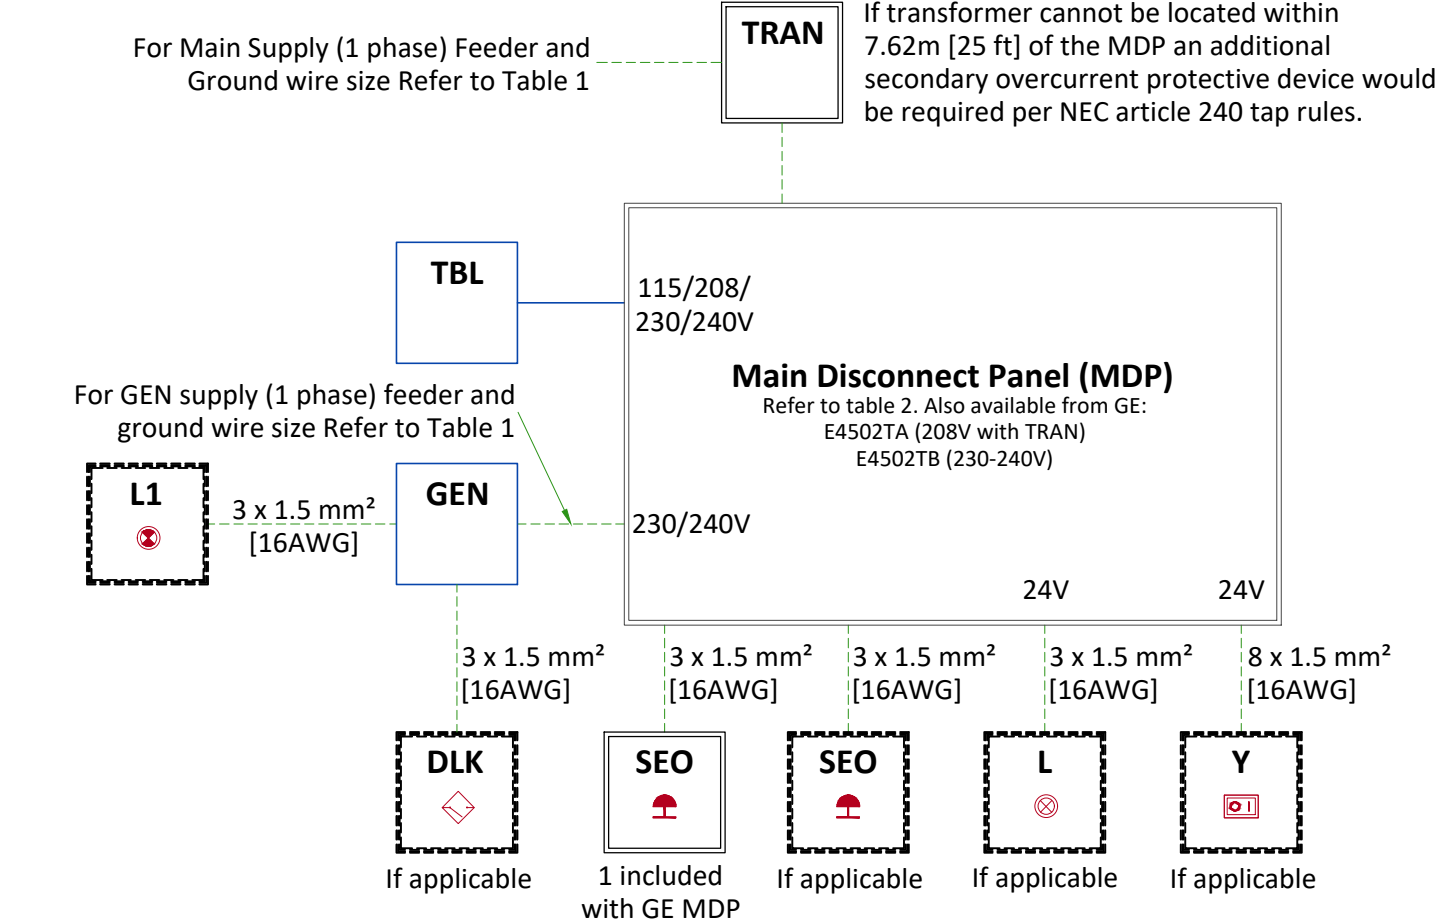 For Main Supply (1 phase) Feeder and
Ground wire size Refer to Table 1
TRAN
If transformer cannot be located within
7.62m [25 ft] of the MDP an additional
secondary overcurrent protective device would
be required per NEC article 240 tap rules.
TBL
115/208/
230/240V
Main Disconnect Panel (MDP)
Refer to table 2. Also available from GE:
E4502TA (208V with TRAN)
E4502TB (230-240V)
For GEN supply (1 phase) feeder and
ground wire size Refer to Table 1
L1
3 x 1.5 mm²
[16AWG]
GEN
230/240V
24V
24V
3 x 1.5 mm²
[16AWG]
3 x 1.5 mm²
[16AWG]
3 x 1.5 mm²
[16AWG]
3 x 1.5 mm²
[16AWG]
8 x 1.5 mm²
[16AWG]
DLK
If applicable
SEO
1 included
with GE MDP
SEO
If applicable
L
If applicable
Y
If applicable